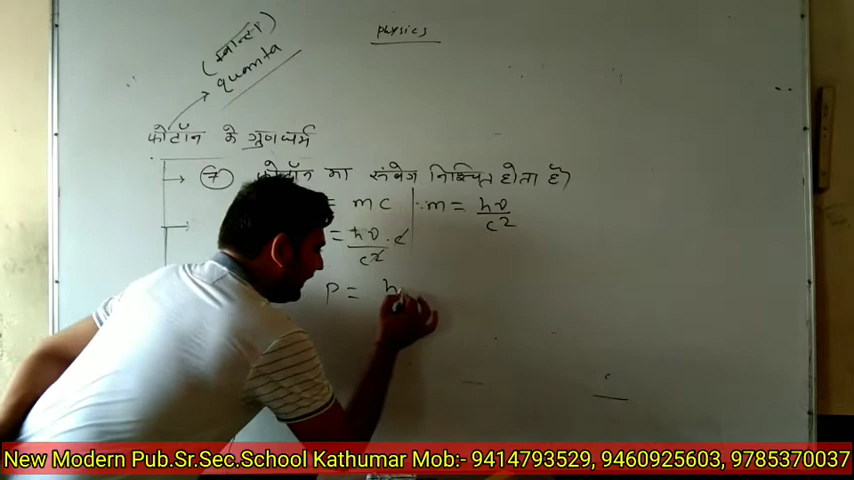 physics
(क्वान्टा)
quanta
फोटॉन के गुणधर्म
7 फोटॉन का संवेग निश्चित होता है
= mc ∵ m = hυ/c²
= hυ/c² . c
P = h
New Modern Pub.Sr.Sec.School Kathumar Mob:- 9414793529, 9460925603, 9785370037